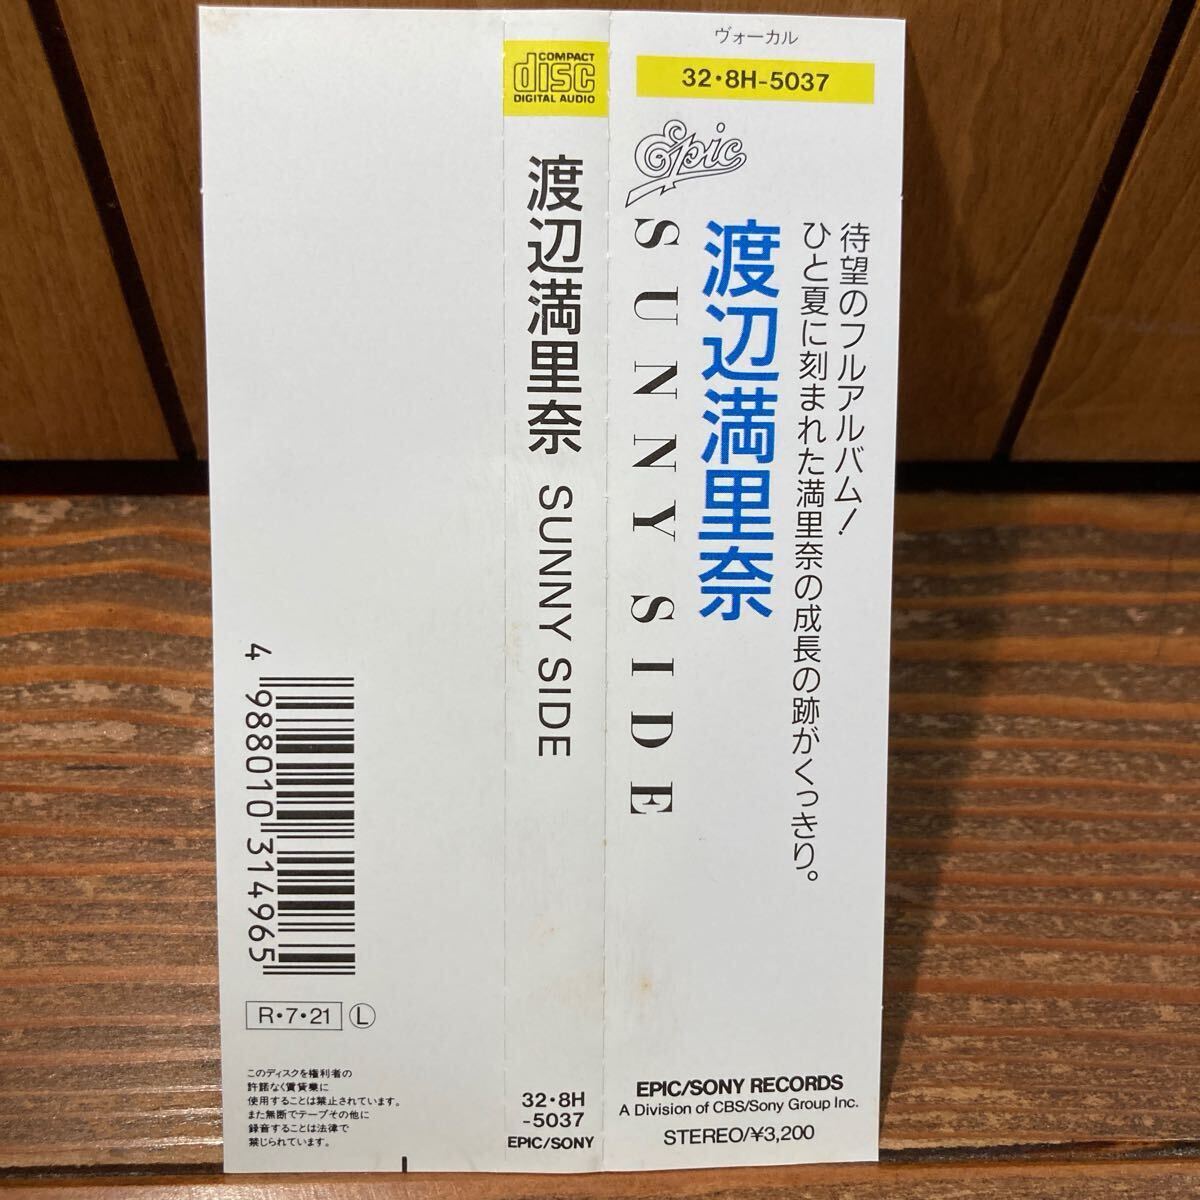 ヴォーカル
32・8H-5037
Epic
SUNNY SIDE
渡辺満里奈
待望のフルアルバム!
ひと夏に刻まれた満里奈の成長の跡がくっきり。
EPIC/SONY RECORDS
A Division of CBS/Sony Group Inc.
STEREO/¥3,200
COMPACT
disc
DIGITAL AUDIO
渡辺満里奈 SUNNY SIDE
32・8H
-5037
EPIC/SONY
4 988010 314965
R・7・21 L
このディスクを権利者の
許諾なく賃貸業に
使用することは禁止されています。
また無断でテープその他に
録音することは法律で
禁じられています。